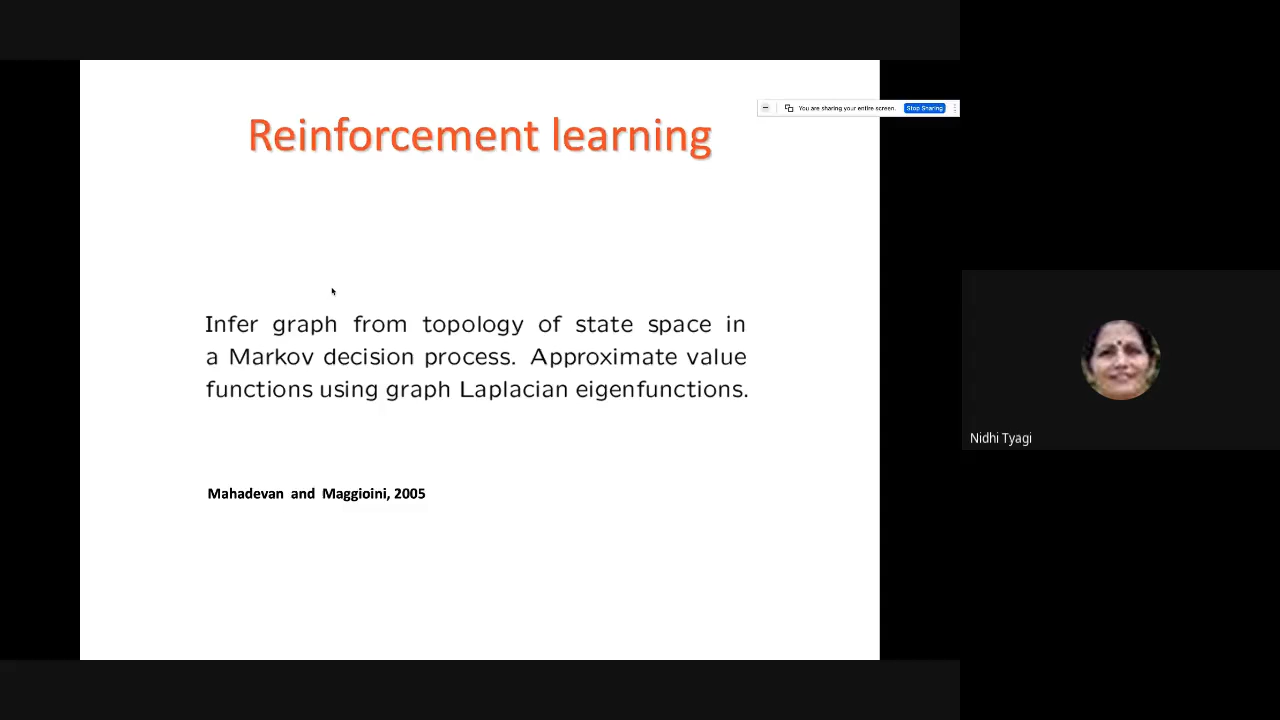 Reinforcement learning
You are sharing your entire screen.
Stop Sharing
Infer graph from topology of state space in
a Markov decision process. Approximate value
functions using graph Laplacian eigenfunctions.
Mahadevan and Maggioini, 2005
Nidhi Tyagi